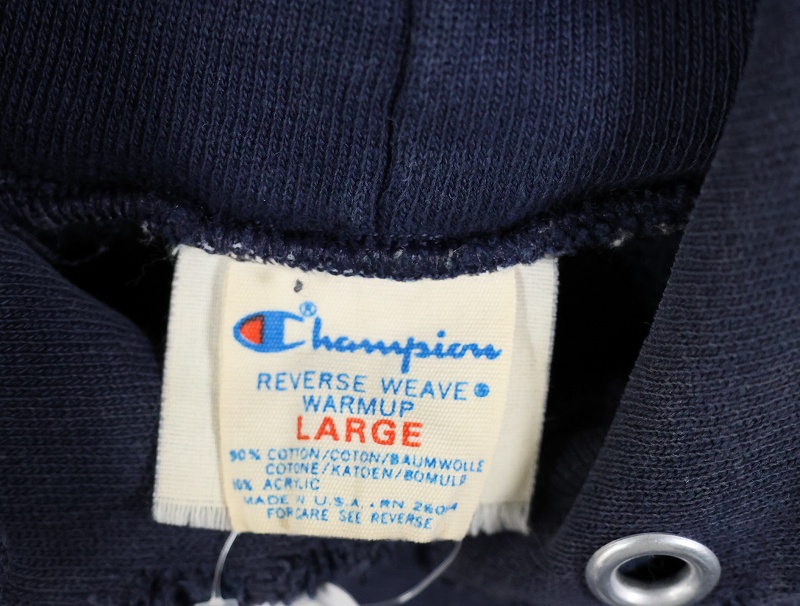 Champion®
REVERSE WEAVE®
WARMUP
LARGE
90% COTTON/COTON/BAUMWOLLE
COTONE/KATOEN/BOMULD
10% ACRYLIC
MADE IN U.S.A. RN 26094
FOR CARE SEE REVERSE